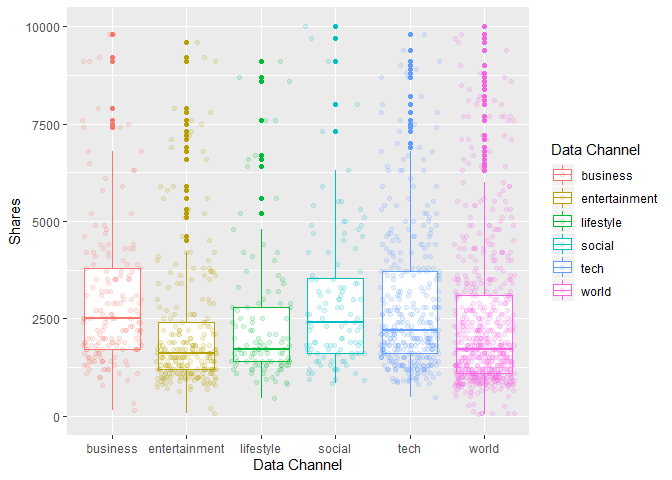 10000
7500
5000
2500
0
Shares
business entertainment lifestyle social tech world
Data Channel
Data Channel
business
entertainment
lifestyle
social
tech
world